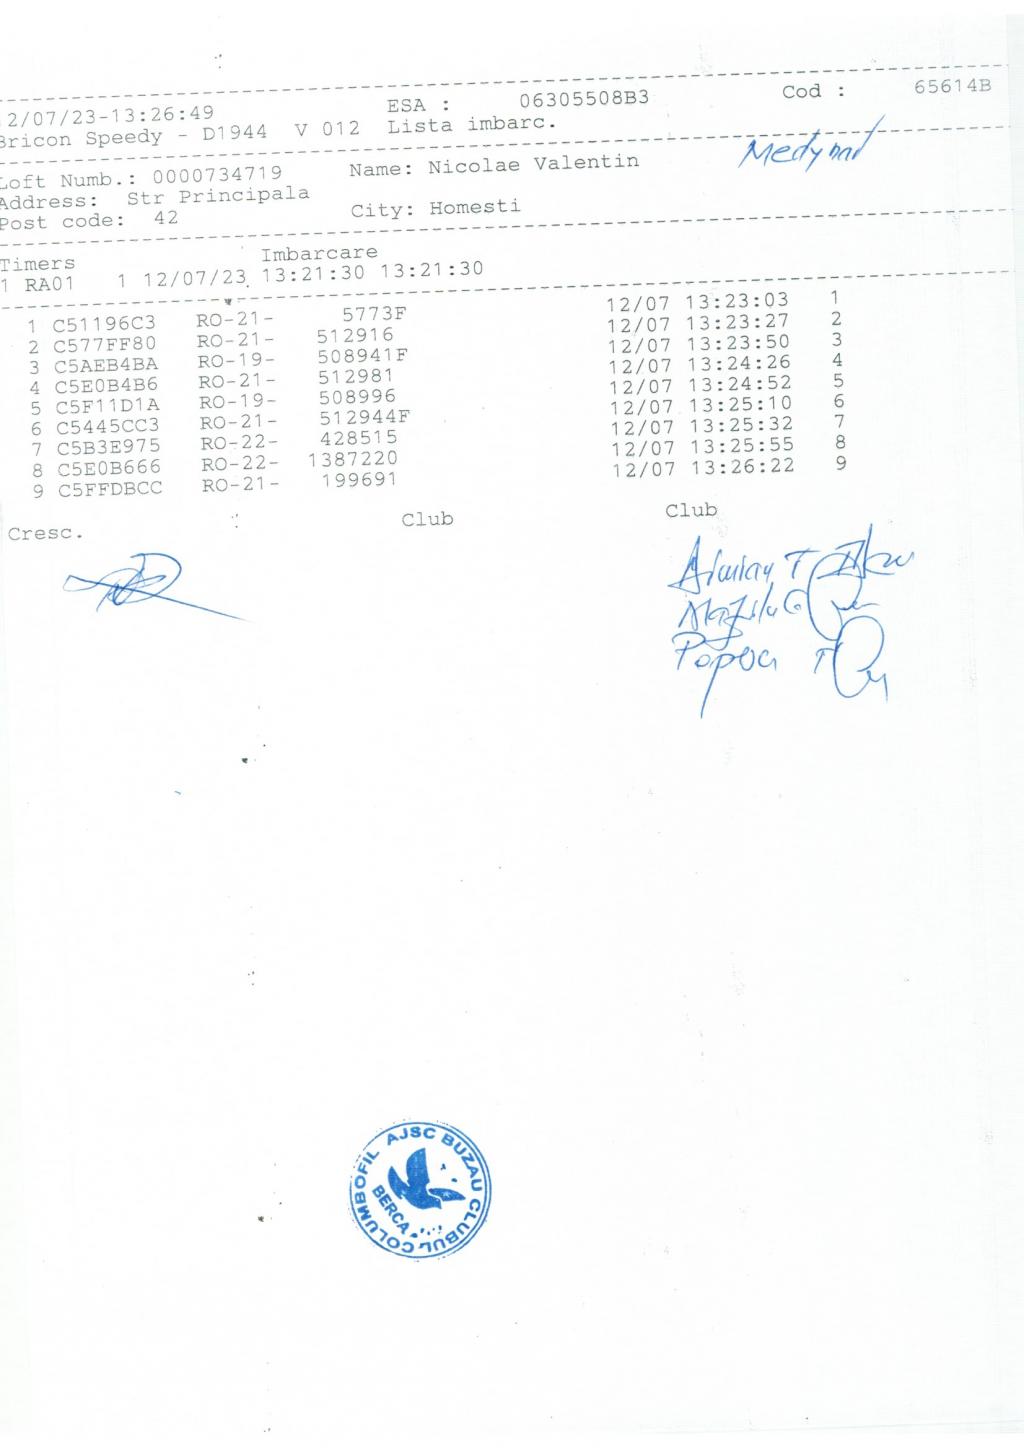 2/07/23-13:26:49 ESA : 06305508B3 Cod : 65614B
Bricon Speedy - D1944 V 012 Lista imbarc.
Medynad
Loft Numb.: 0000734719 Name: Nicolae Valentin
Address: Str Principala
Post code: 42 City: Homesti
Timers Imbarcare
1 RA01 1 12/07/23 13:21:30 13:21:30
1 C51196C3 RO-21- 5773F 12/07 13:23:03 1
2 C577FF80 RO-21- 512916 12/07 13:23:27 2
3 C5AEB4BA RO-19- 508941F 12/07 13:23:50 3
4 C5E0B4B6 RO-21- 512981 12/07 13:24:26 4
5 C5F11D1A RO-19- 508996 12/07 13:24:52 5
6 C5445CC3 RO-21- 512944F 12/07 13:25:10 6
7 C5B3E975 RO-22- 428515 12/07 13:25:32 7
8 C5E0B666 RO-22- 1387220 12/07 13:25:55 8
9 C5FFDBCC RO-21- 199691 12/07 13:26:22 9
Cresc. Club Club
Popescu T
AJSC BUZAU CLUBUL COLUMBOFIL
BERCA